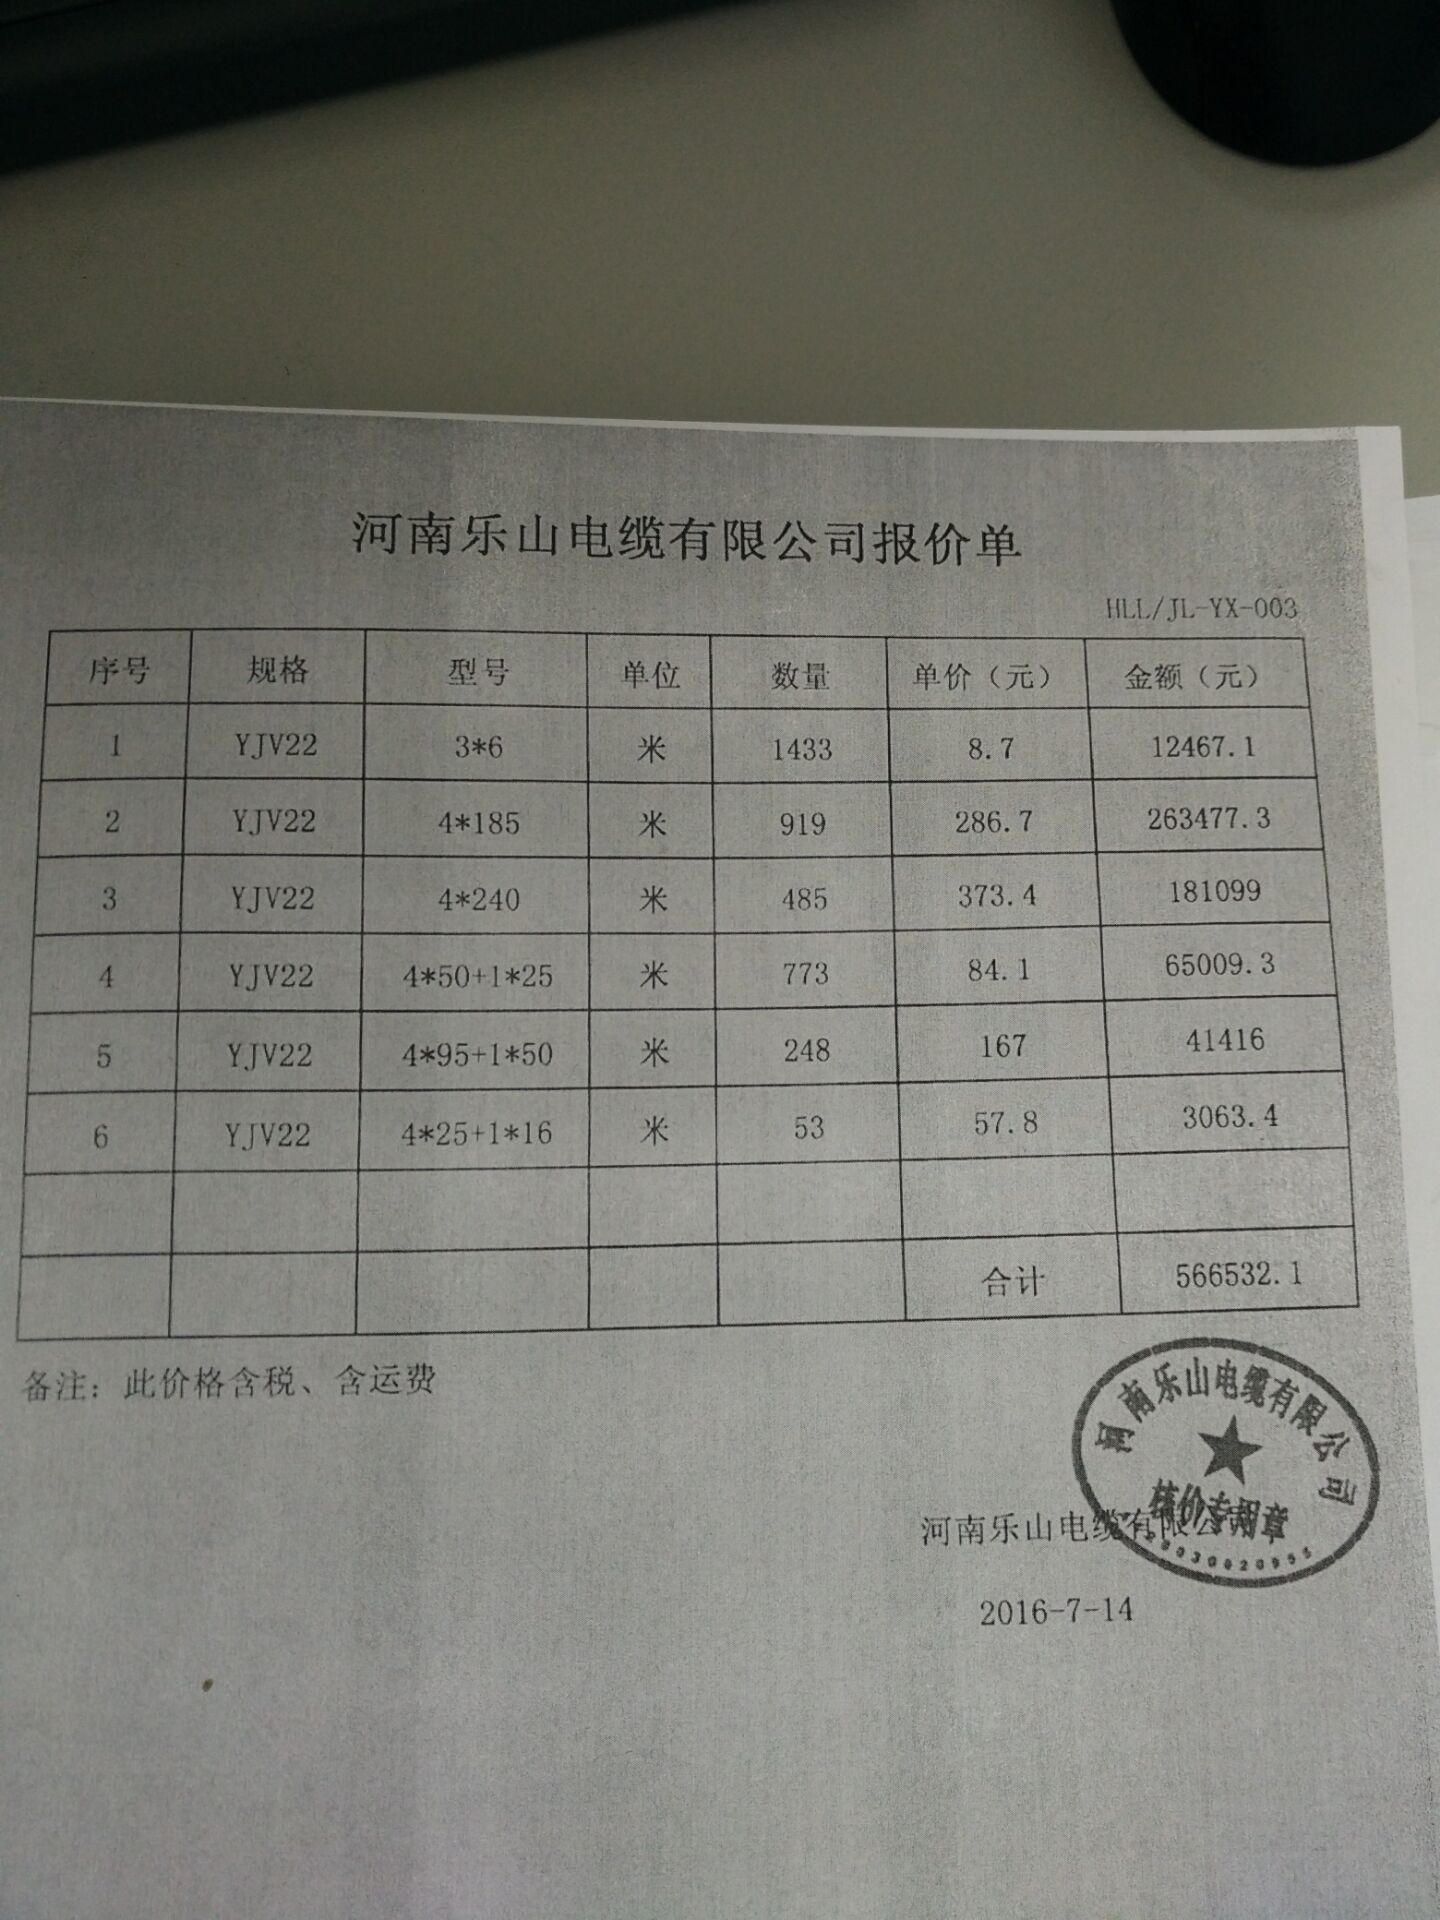 河南乐山电缆有限公司报价单
HLL/JL-YX-003
序号 规格 型号 单位 数量 单价（元） 金额（元）
1 YJV22 3*6 米 1433 8.7 12467.1
2 YJV22 4*185 米 919 286.7 263477.3
3 YJV22 4*240 米 485 373.4 181099
4 YJV22 4*50+1*25 米 773 84.1 65009.3
5 YJV22 4*95+1*50 米 248 167 41416
6 YJV22 4*25+1*16 米 53 57.8 3063.4
合计 566532.1
备注：此价格含税、含运费
河南乐山电缆有限公司
核价专用章
河南乐山电缆有限公司
2016-7-14